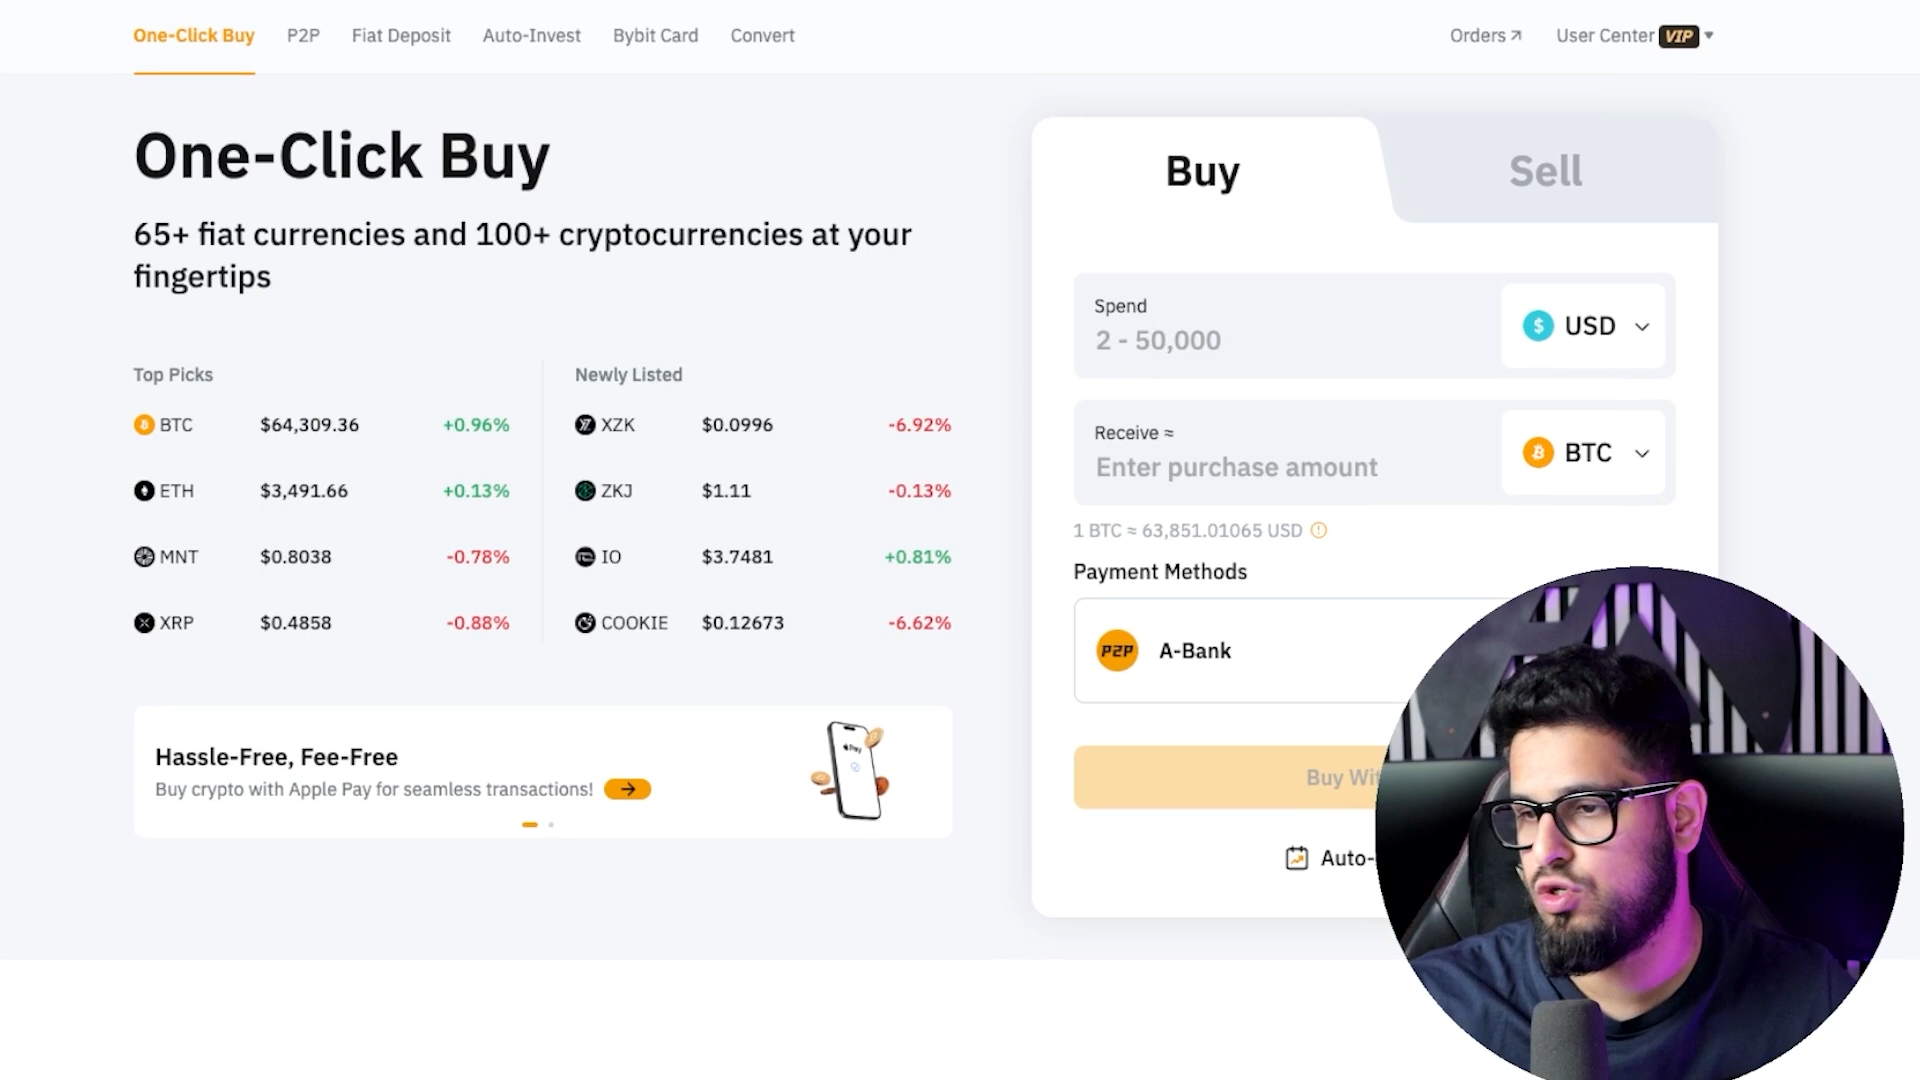 One-Click Buy P2P Fiat Deposit Auto-Invest Bybit Card Convert Orders User Center VIP
One-Click Buy
65+ fiat currencies and 100+ cryptocurrencies at your
fingertips
Top Picks
BTC $64,309.36 +0.96%
ETH $3,491.66 +0.13%
MNT $0.8038 -0.78%
XRP $0.4858 -0.88%
Newly Listed
XZK $0.0996 -6.92%
ZKJ $1.11 -0.13%
IO $3.7481 +0.81%
COOKIE $0.12673 -6.62%
Hassle-Free, Fee-Free
Buy crypto with Apple Pay for seamless transactions!
Pay
Buy Sell
Spend
2 - 50,000
$ USD
Receive ≈
Enter purchase amount
BTC
1 BTC ≈ 63,851.01065 USD
Payment Methods
P2P A-Bank
Buy Wit
Auto-